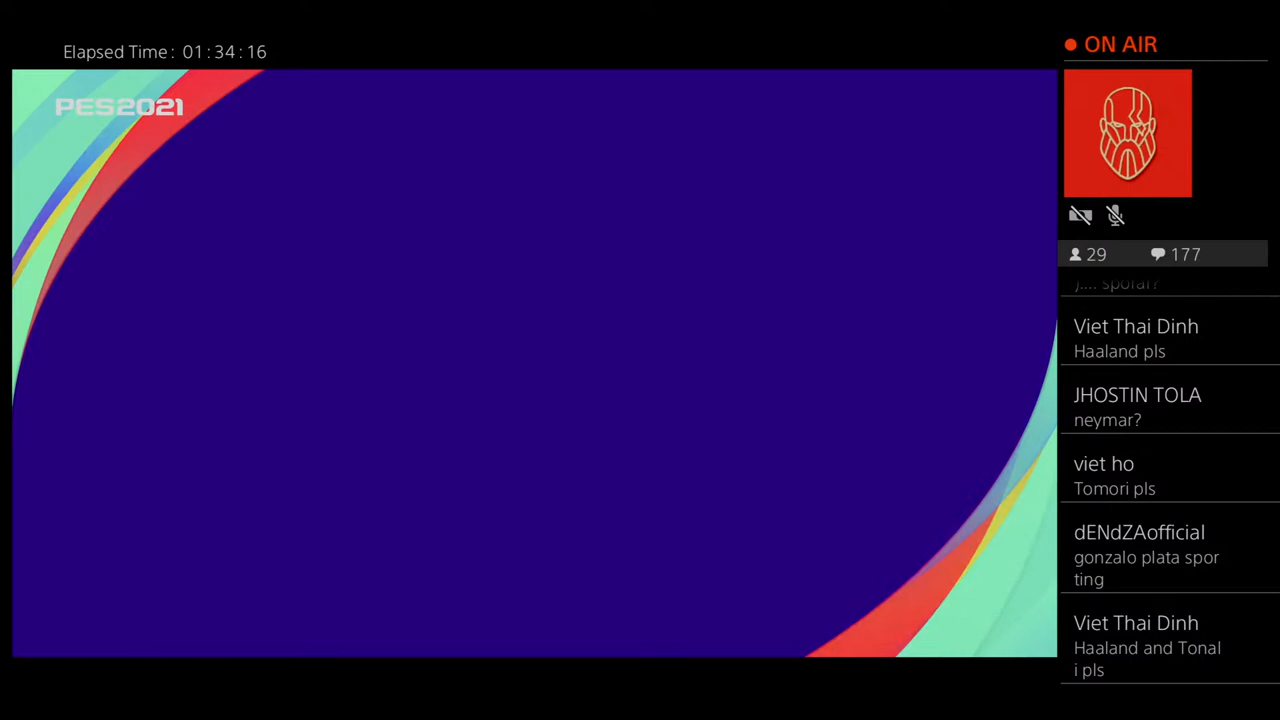 Elapsed Time: 01:34:16
ON AIR
PES2021
29 177
Viet Thai Dinh
Haaland pls
JHOSTIN TOLA
neymar?
viet ho
Tomori pls
dENdZAofficial
gonzalo plata spor
ting
Viet Thai Dinh
Haaland and Tonal
i pls